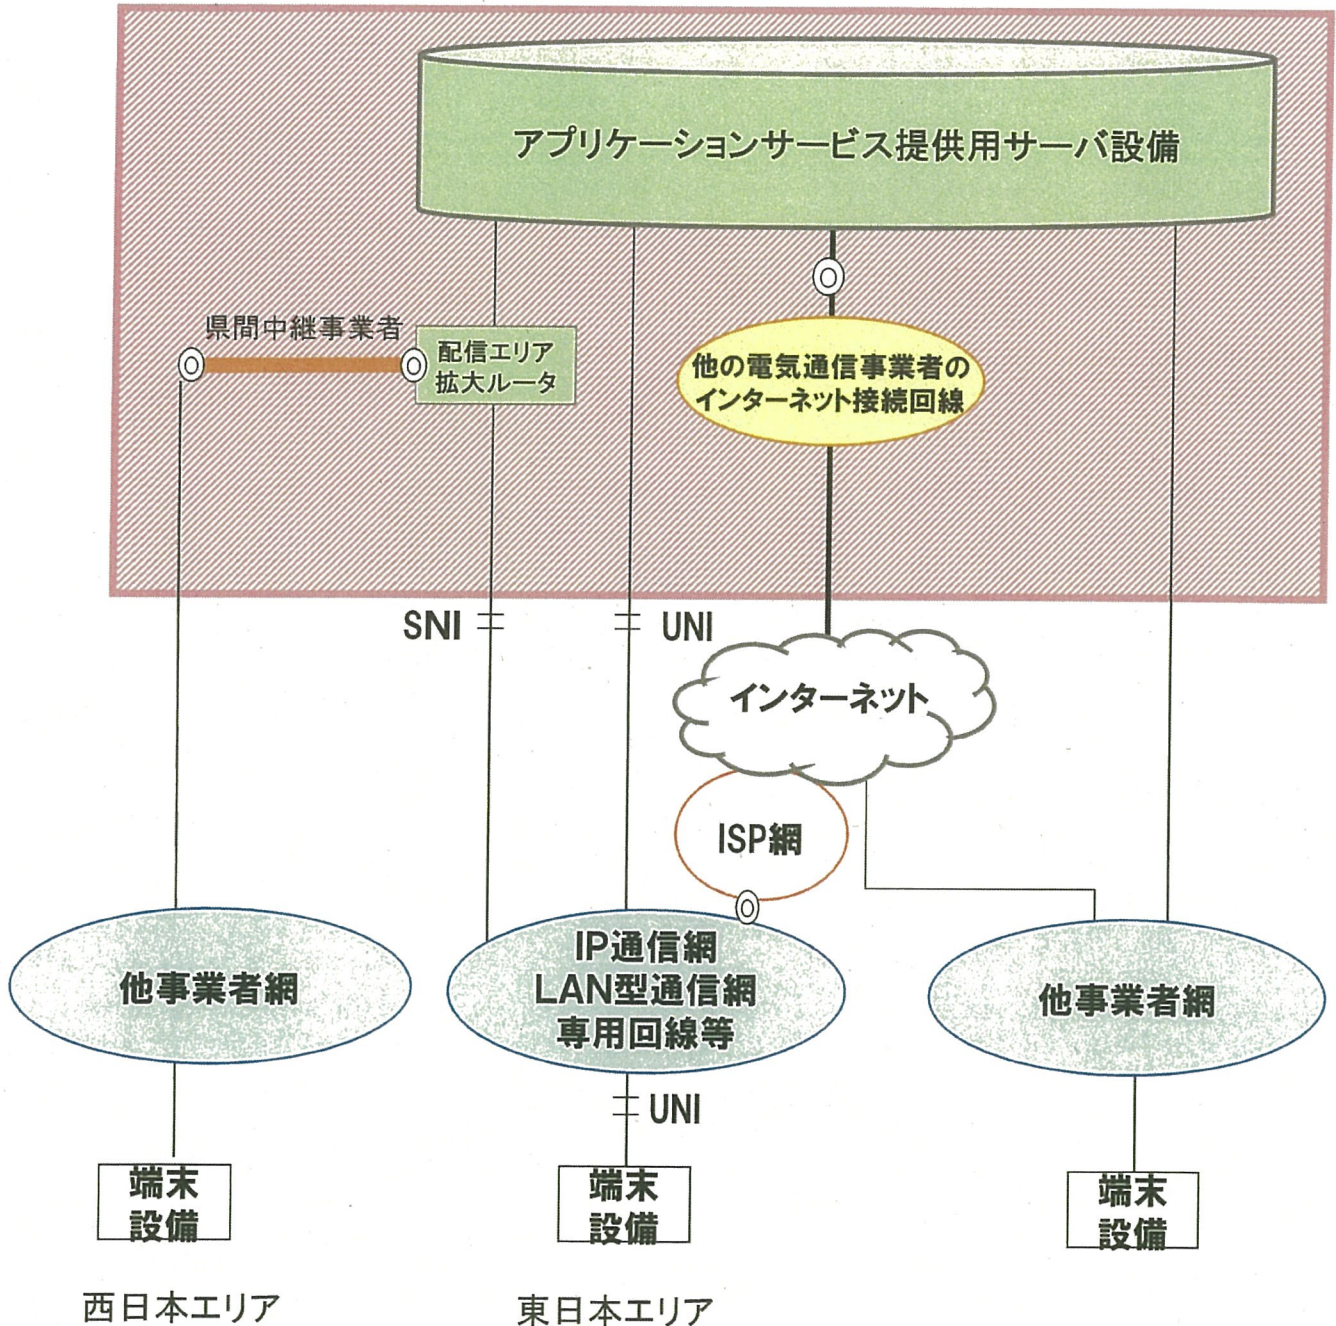 アプリケーションサービス提供用サーバ設備
県間中継事業者
配信エリア
拡大ルータ
他の電気通信事業者の
インターネット接続回線
SNI
UNI
インターネット
ISP網
他事業者網
IP通信網
LAN型通信網
専用回線等
他事業者網
UNI
端末
設備
端末
設備
端末
設備
西日本エリア
東日本エリア